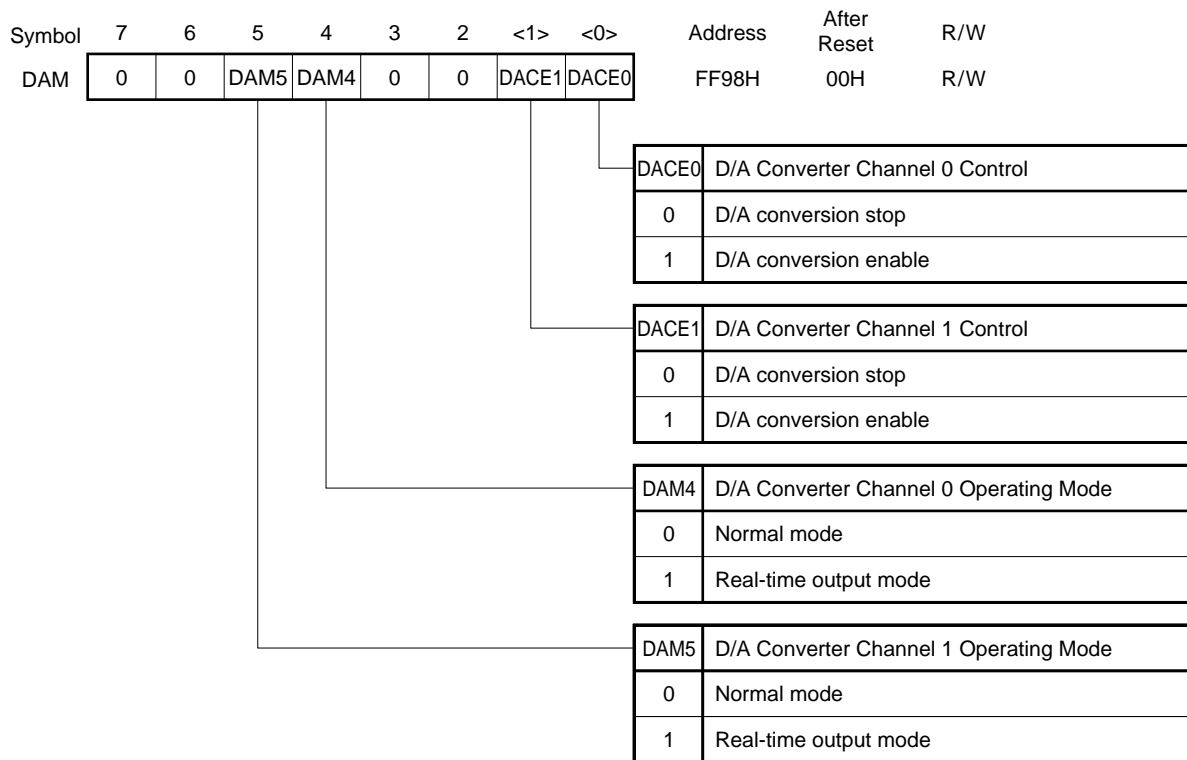 Symbol 7 6 5 4 3 2 <1> <0> Address After Reset R/W
DAM 0 0 DAM5 DAM4 0 0 DACE1 DACE0 FF98H 00H R/W
DACE0 D/A Converter Channel 0 Control
0 D/A conversion stop
1 D/A conversion enable
DACE1 D/A Converter Channel 1 Control
0 D/A conversion stop
1 D/A conversion enable
DAM4 D/A Converter Channel 0 Operating Mode
0 Normal mode
1 Real-time output mode
DAM5 D/A Converter Channel 1 Operating Mode
0 Normal mode
1 Real-time output mode